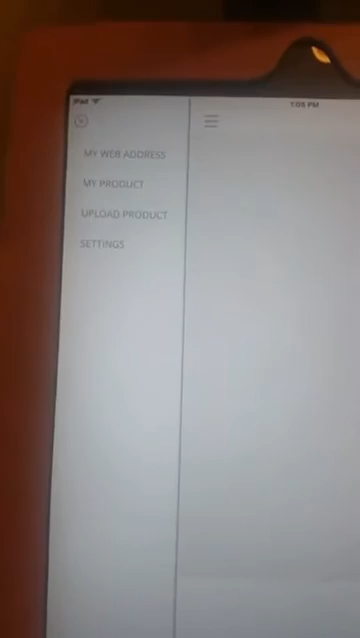 iPad
1:05 PM
MY WEB ADDRESS
MY PRODUCT
UPLOAD PRODUCT
SETTINGS